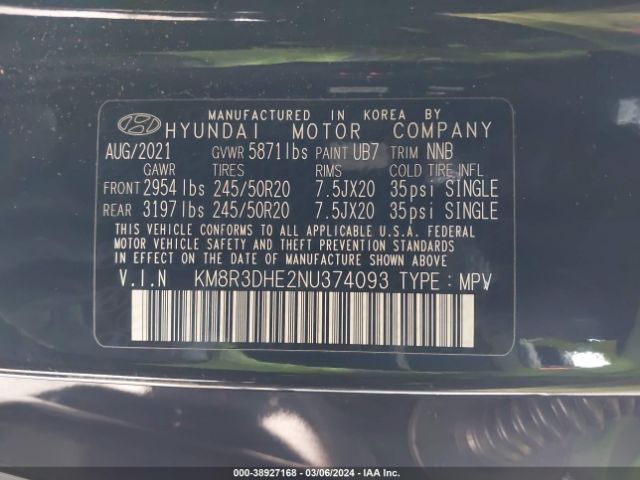 MANUFACTURED IN KOREA BY
HYUNDAI MOTOR COMPANY
AUG/2021 GVWR 5871lbs PAINT UB7 TRIM NNB
GAWR TIRES RIMS COLD TIRE INFL
FRONT 2954 lbs 245/50R20 7.5JX20 35psi SINGLE
REAR 3197 lbs 245/50R20 7.5JX20 35psi SINGLE
THIS VEHICLE CONFORMS TO ALL APPLICABLE U.S.A. FEDERAL
MOTOR VEHICLE SAFETY AND THEFT PREVENTION STANDARDS
IN EFFECT ON THE DATE OF MANUFACTURE SHOWN ABOVE.
V.I.N KM8R3DHE2NU374093 TYPE : MPV
000-38927168 - 03/06/2024 - IAA Inc.